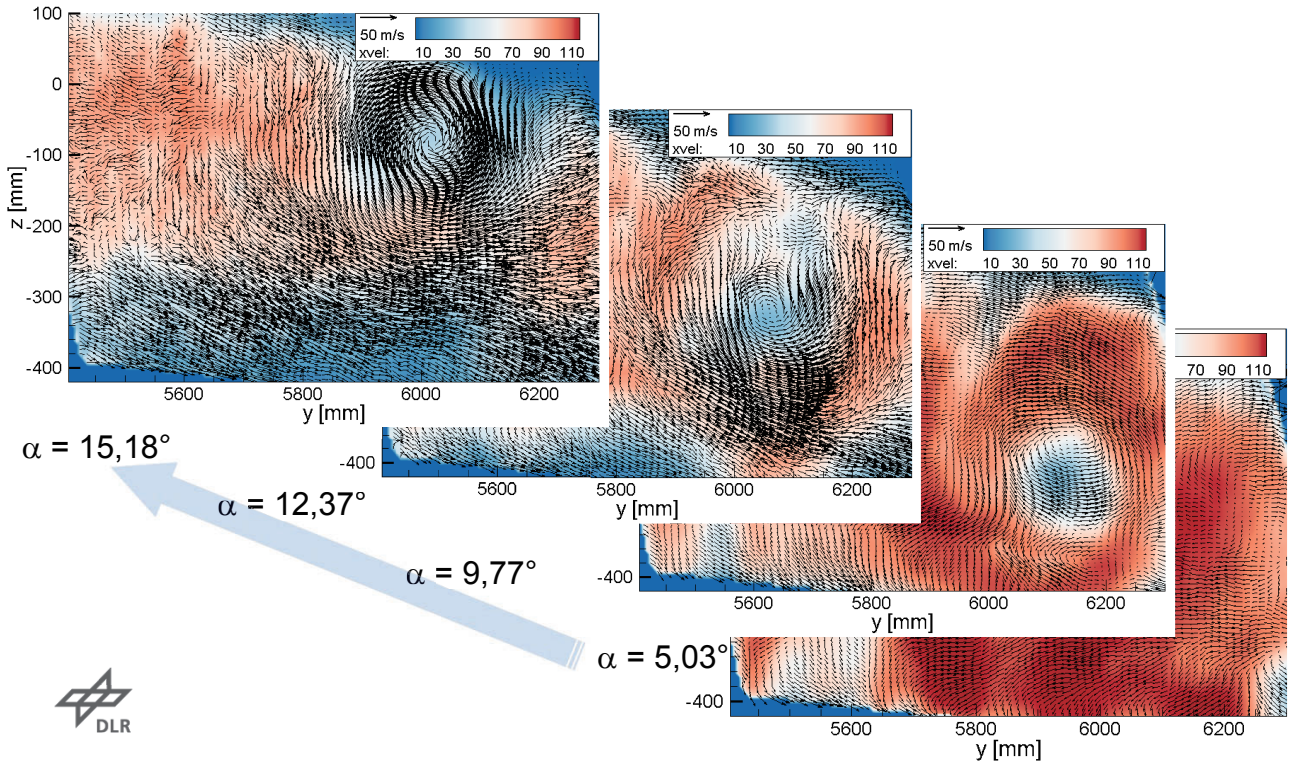 50 m/s
xvel: 10 30 50 70 90 110
z [mm]
100
0
-100
-200
-300
-400
5600 5800 6000 6200
y [mm]
50 m/s
xvel: 10 30 50 70 90 110
-400
5600 5800 6000 6200
y [mm]
50 m/s
xvel: 10 30 50 70 90 110
-400
5600 5800 6000 6200
y [mm]
70 90 110
-400
5600 5800 6000 6200
y [mm]
α = 15,18°
α = 12,37°
α = 9,77°
α = 5,03°
DLR